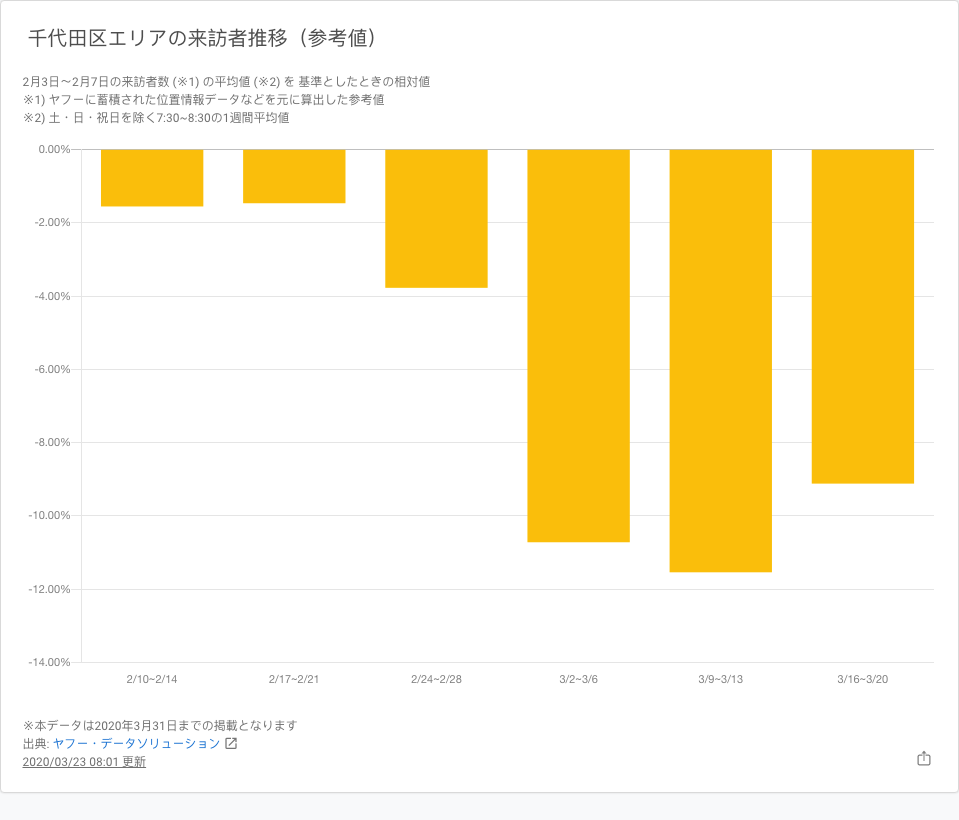 千代田区エリアの来訪者推移（参考値）
2月3日〜2月7日の来訪者数 (※1) の平均値 (※2) を 基準としたときの相対値
※1) ヤフーに蓄積された位置情報データなどを元に算出した参考値
※2) 土・日・祝日を除く7:30~8:30の1週間平均値
0.00%
-2.00%
-4.00%
-6.00%
-8.00%
-10.00%
-12.00%
-14.00%
2/10~2/14 2/17~2/21 2/24~2/28 3/2~3/6 3/9~3/13 3/16~3/20
※本データは2020年3月31日までの掲載となります
出典: ヤフー・データソリューション
2020/03/23 08:01 更新